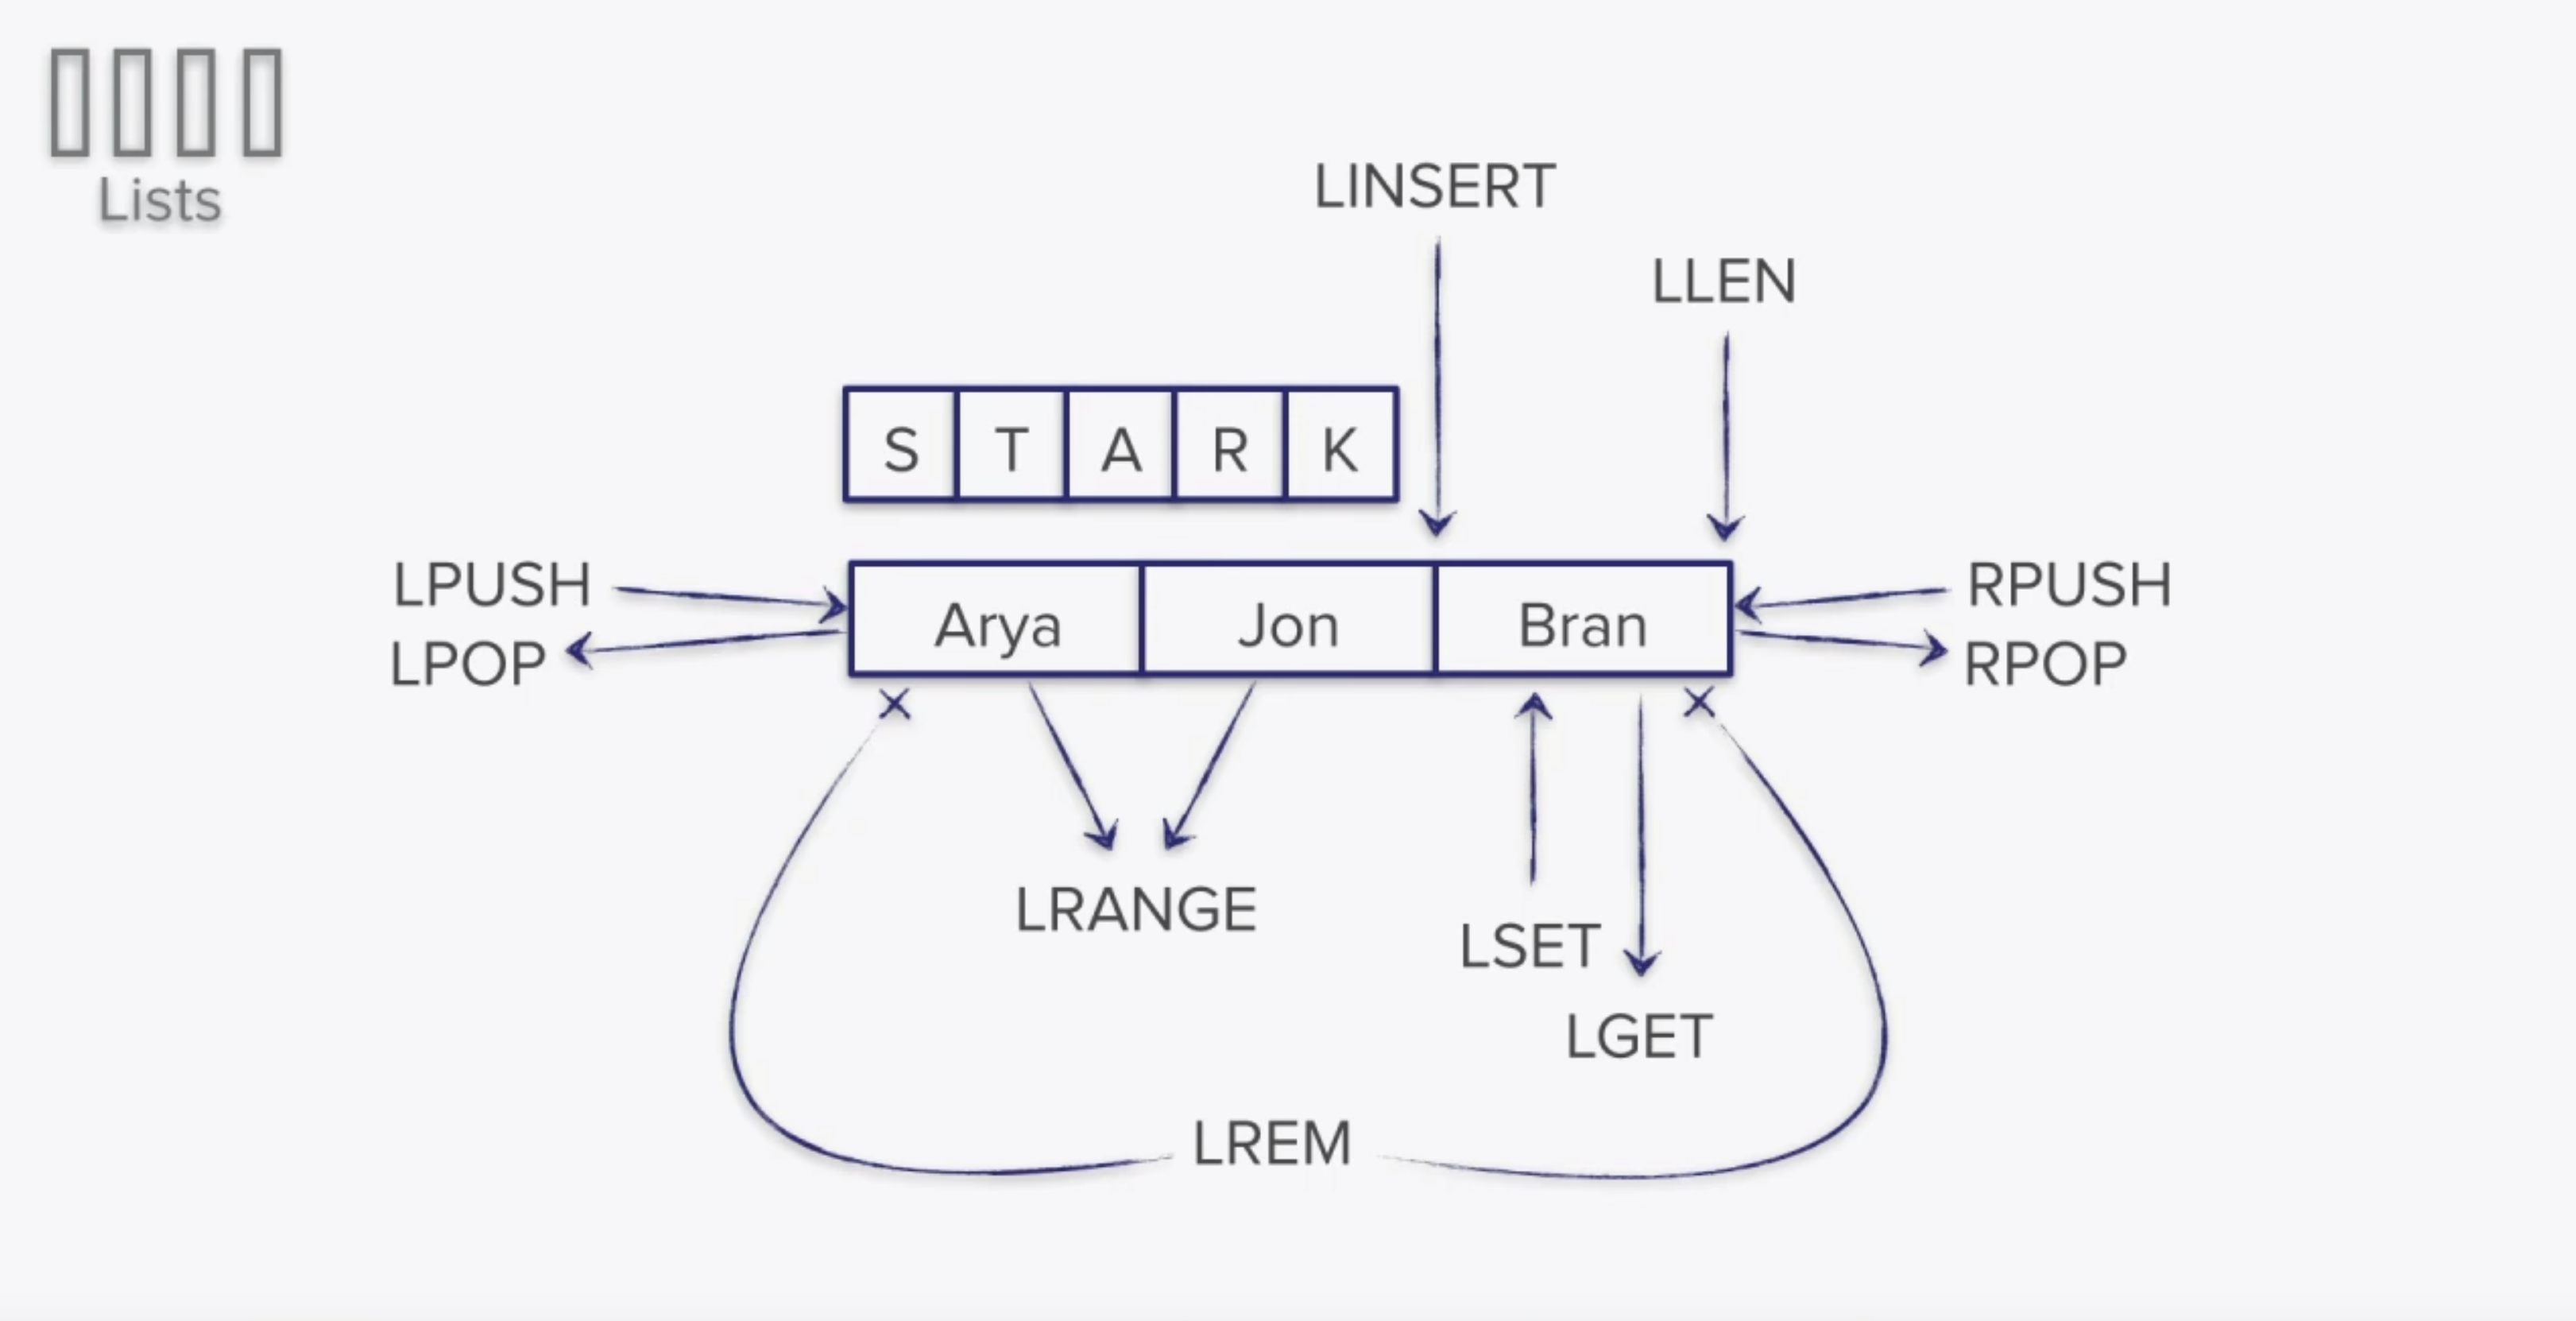 Lists
LINSERT
LLEN
S T A R K
LPUSH
RPUSH
Arya Jon Bran
LPOP
RPOP
LRANGE
LSET
LGET
LREM